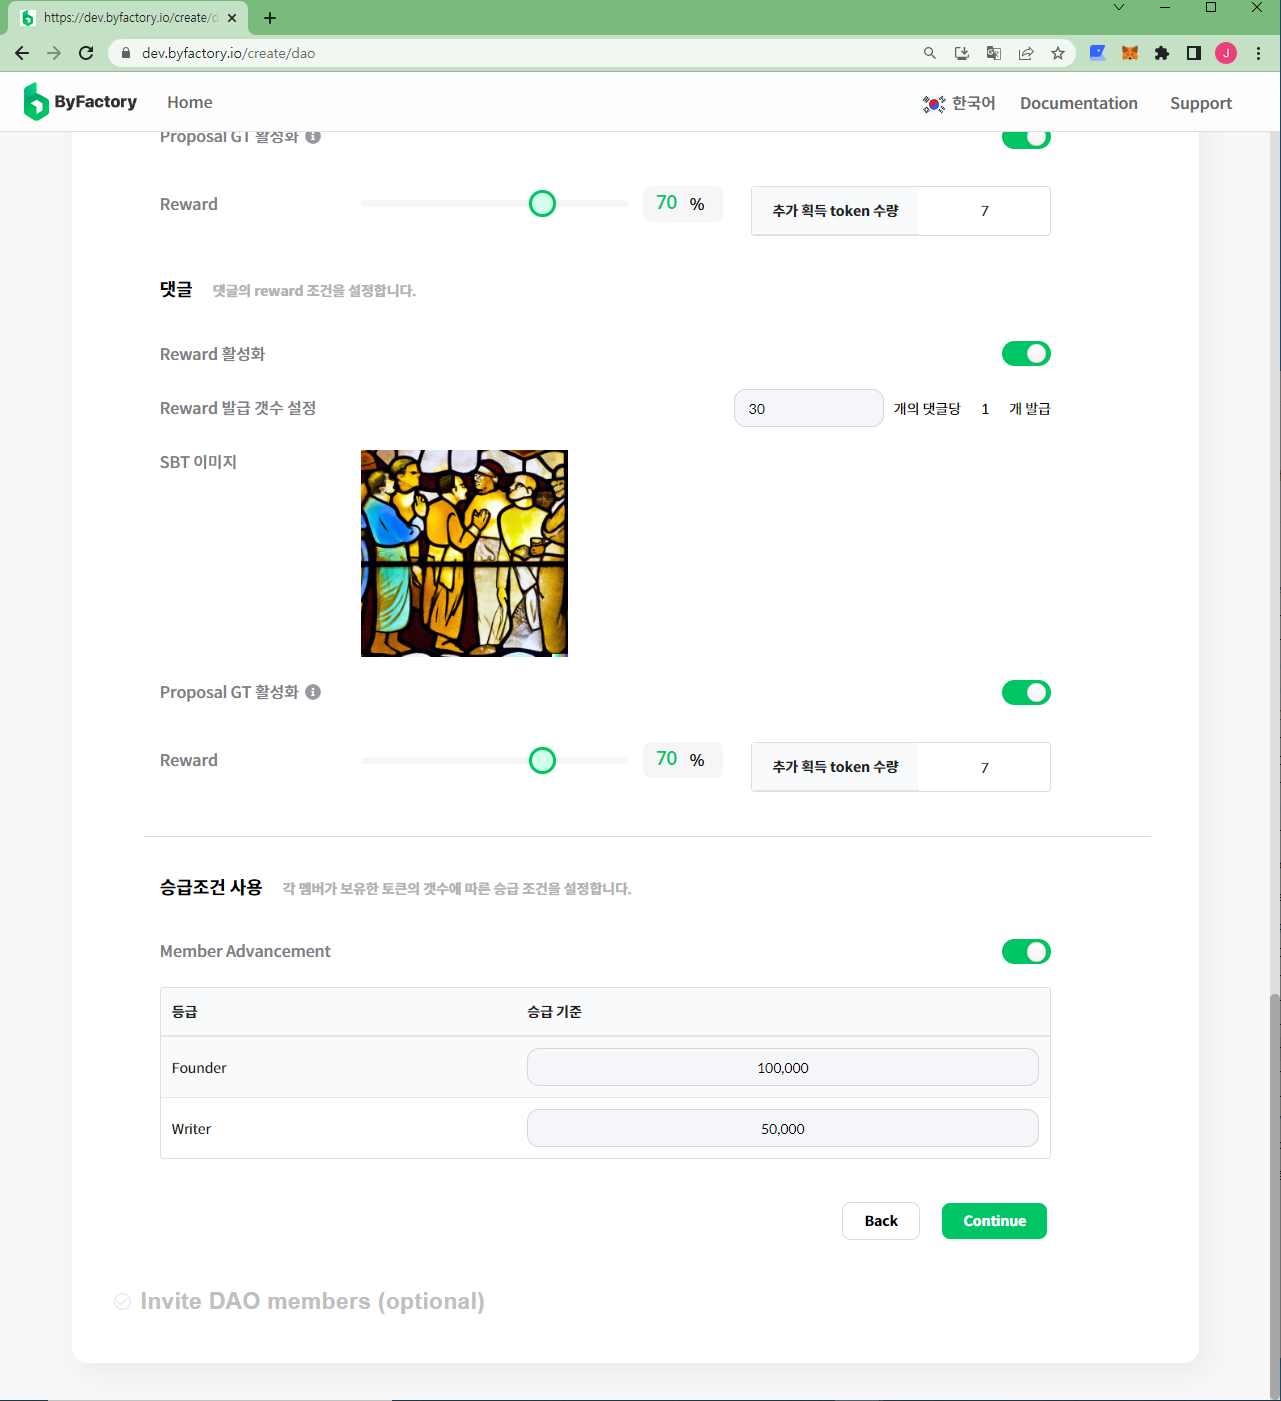 https://dev.byfactory.io/create/d
dev.byfactory.io/create/dao
J
ByFactory
Home
한국어
Documentation
Support
Proposal GT 활성화
Reward
70 %
추가 획득 token 수량
7
댓글
댓글의 reward 조건을 설정합니다.
Reward 활성화
Reward 발급 갯수 설정
30
개의 댓글당 1 개 발급
SBT 이미지
Proposal GT 활성화
Reward
70 %
추가 획득 token 수량
7
승급조건 사용
각 멤버가 보유한 토큰의 갯수에 따른 승급 조건을 설정합니다.
Member Advancement
등급
승급 기준
Founder
100,000
Writer
50,000
Back
Continue
Invite DAO members (optional)